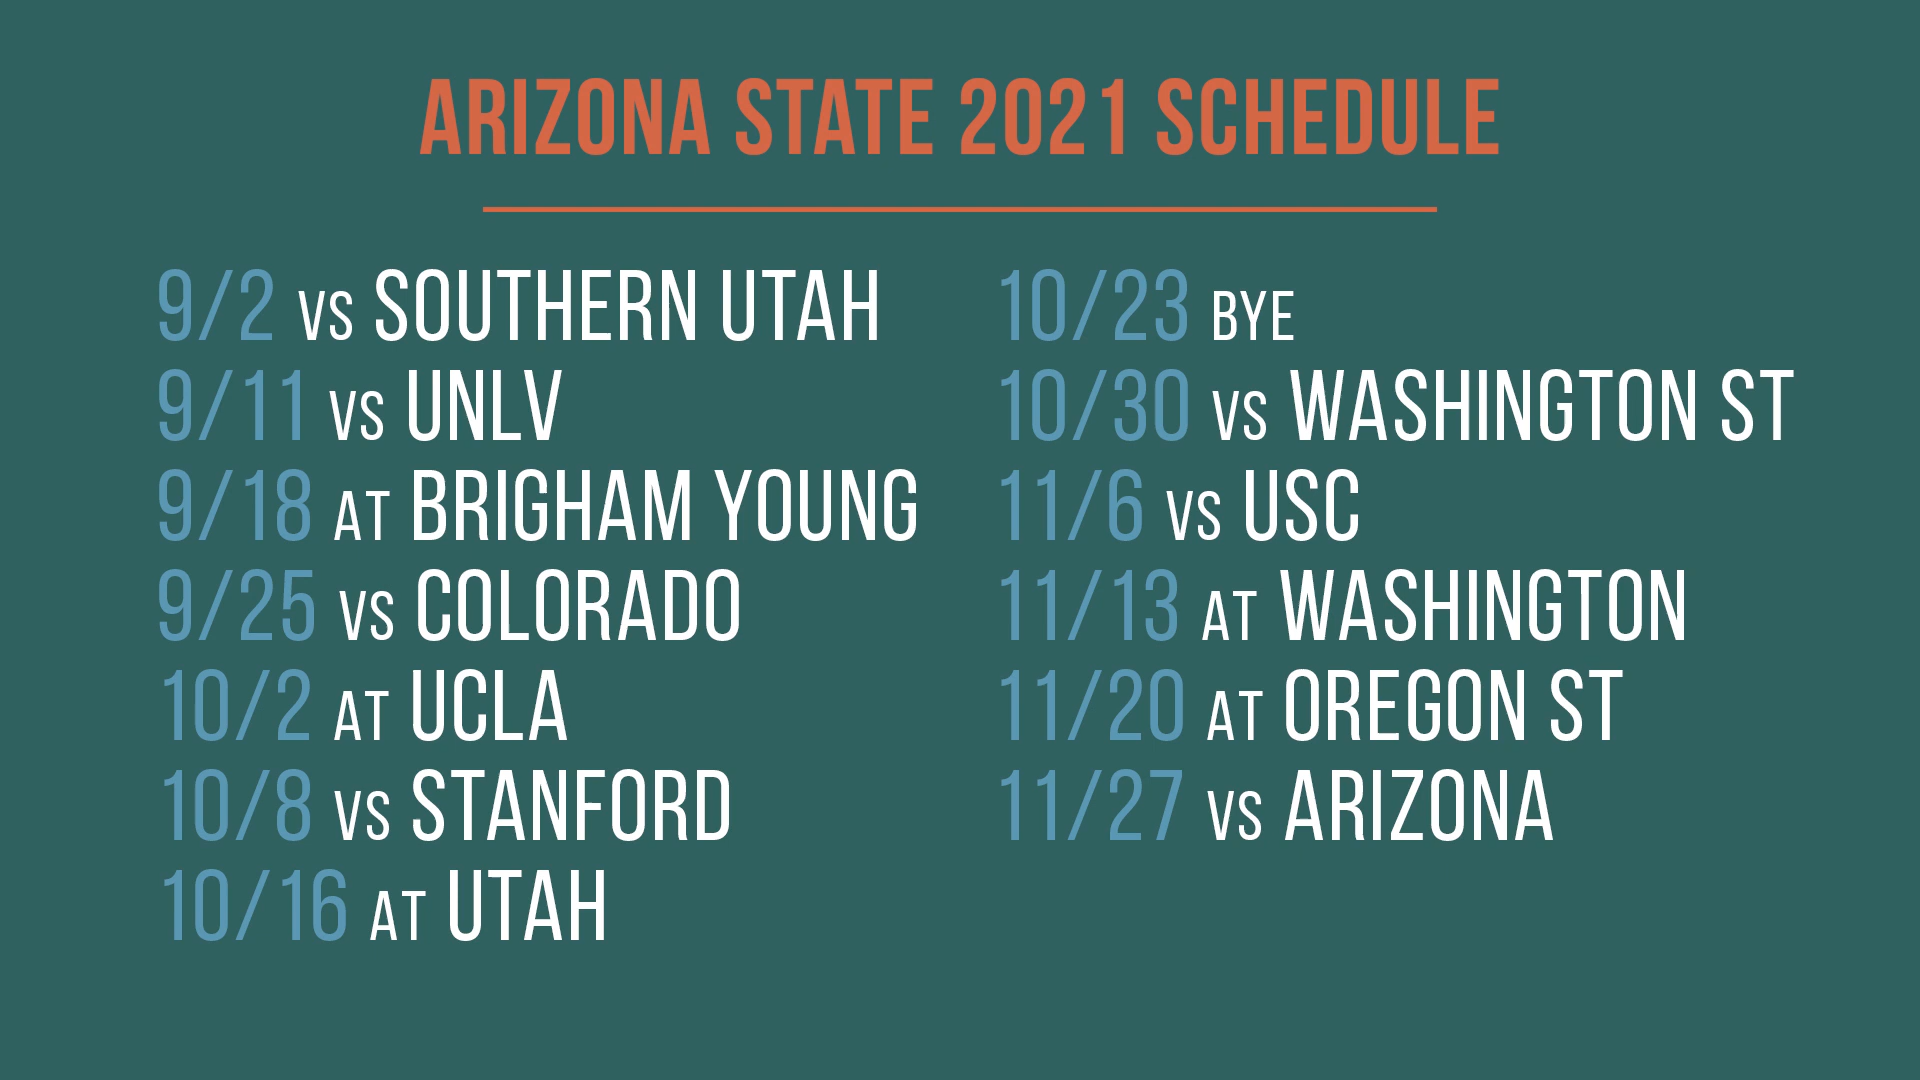 ARIZONA STATE 2021 SCHEDULE
9/2 VS SOUTHERN UTAH
9/11 VS UNLV
9/18 AT BRIGHAM YOUNG
9/25 VS COLORADO
10/2 AT UCLA
10/8 VS STANFORD
10/16 AT UTAH
10/23 BYE
10/30 VS WASHINGTON ST
11/6 VS USC
11/13 AT WASHINGTON
11/20 AT OREGON ST
11/27 VS ARIZONA